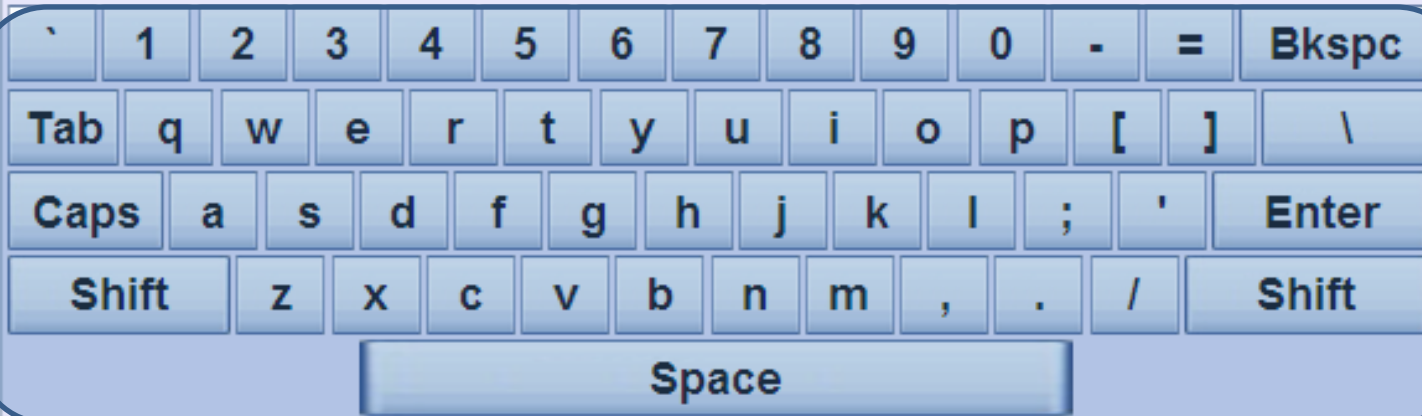 ` 1 2 3 4 5 6 7 8 9 0 - = Bkspc
Tab q w e r t y u i o p [ ] \
Caps a s d f g h j k l ; ' Enter
Shift z x c v b n m , . / Shift
Space